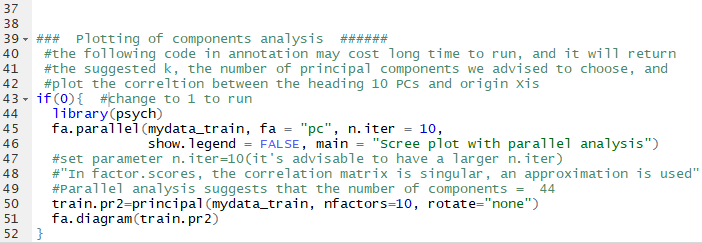 37
38
39 ### Plotting of components analysis ######
40 #the following code in annotation may cost long time to run, and it will return
41 #the suggested k, the number of principal components we advised to choose, and
42 #plot the correltion between the heading 10 PCs and origin Xis
43 if(0){ #change to 1 to run
44 library(psych)
45 fa.parallel(mydata_train, fa = "pc", n.iter = 10,
46 show.legend = FALSE, main = "Scree plot with parallel analysis")
47 #set parameter n.iter=10(it's advisable to have a larger n.iter)
48 #"In factor.scores, the correlation matrix is singular, an approximation is used"
49 #Parallel analysis suggests that the number of components = 44
50 train.pr2=principal(mydata_train, nfactors=10, rotate="none")
51 fa.diagram(train.pr2)
52 }